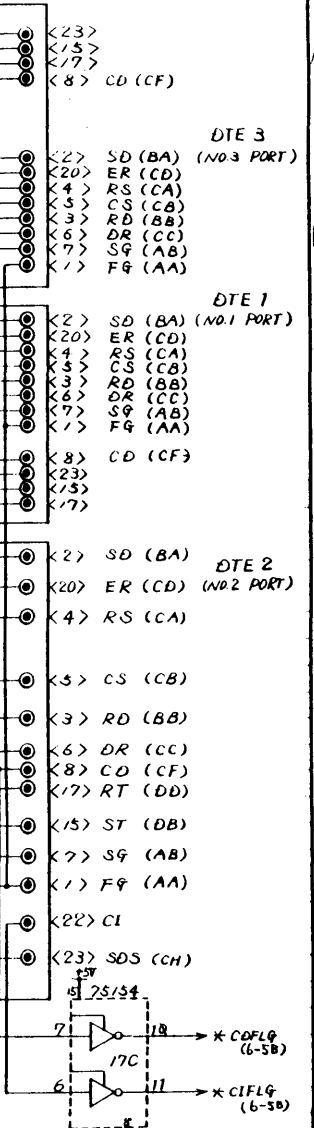 <23>
<15>
<17>
<8> CD (CF)
DTE 3
(NO.3 PORT)
<2> SD (BA)
<20> ER (CD)
<4> RS (CA)
<5> CS (CB)
<3> RD (BB)
<6> DR (CC)
<7> SG (AB)
<1> FG (AA)
DTE 1
(NO.1 PORT)
<2> SD (BA)
<20> ER (CD)
<4> RS (CA)
<5> CS (CB)
<3> RD (BB)
<6> DR (CC)
<7> SG (AB)
<1> FG (AA)
<8> CD (CF)
<23>
<15>
<17>
DTE 2
(NO.2 PORT)
<2> SD (BA)
<20> ER (CD)
<4> RS (CA)
<5> CS (CB)
<3> RD (BB)
<6> DR (CC)
<8> CD (CF)
<17> RT (DD)
<15> ST (DB)
<7> SG (AB)
<1> FG (AA)
<22> CI
<23> SDS (CH)
+5V
15 75154
7 10 * CDFLG
(6-5B)
17C
6 11 * CIFLG
(6-5B)
8